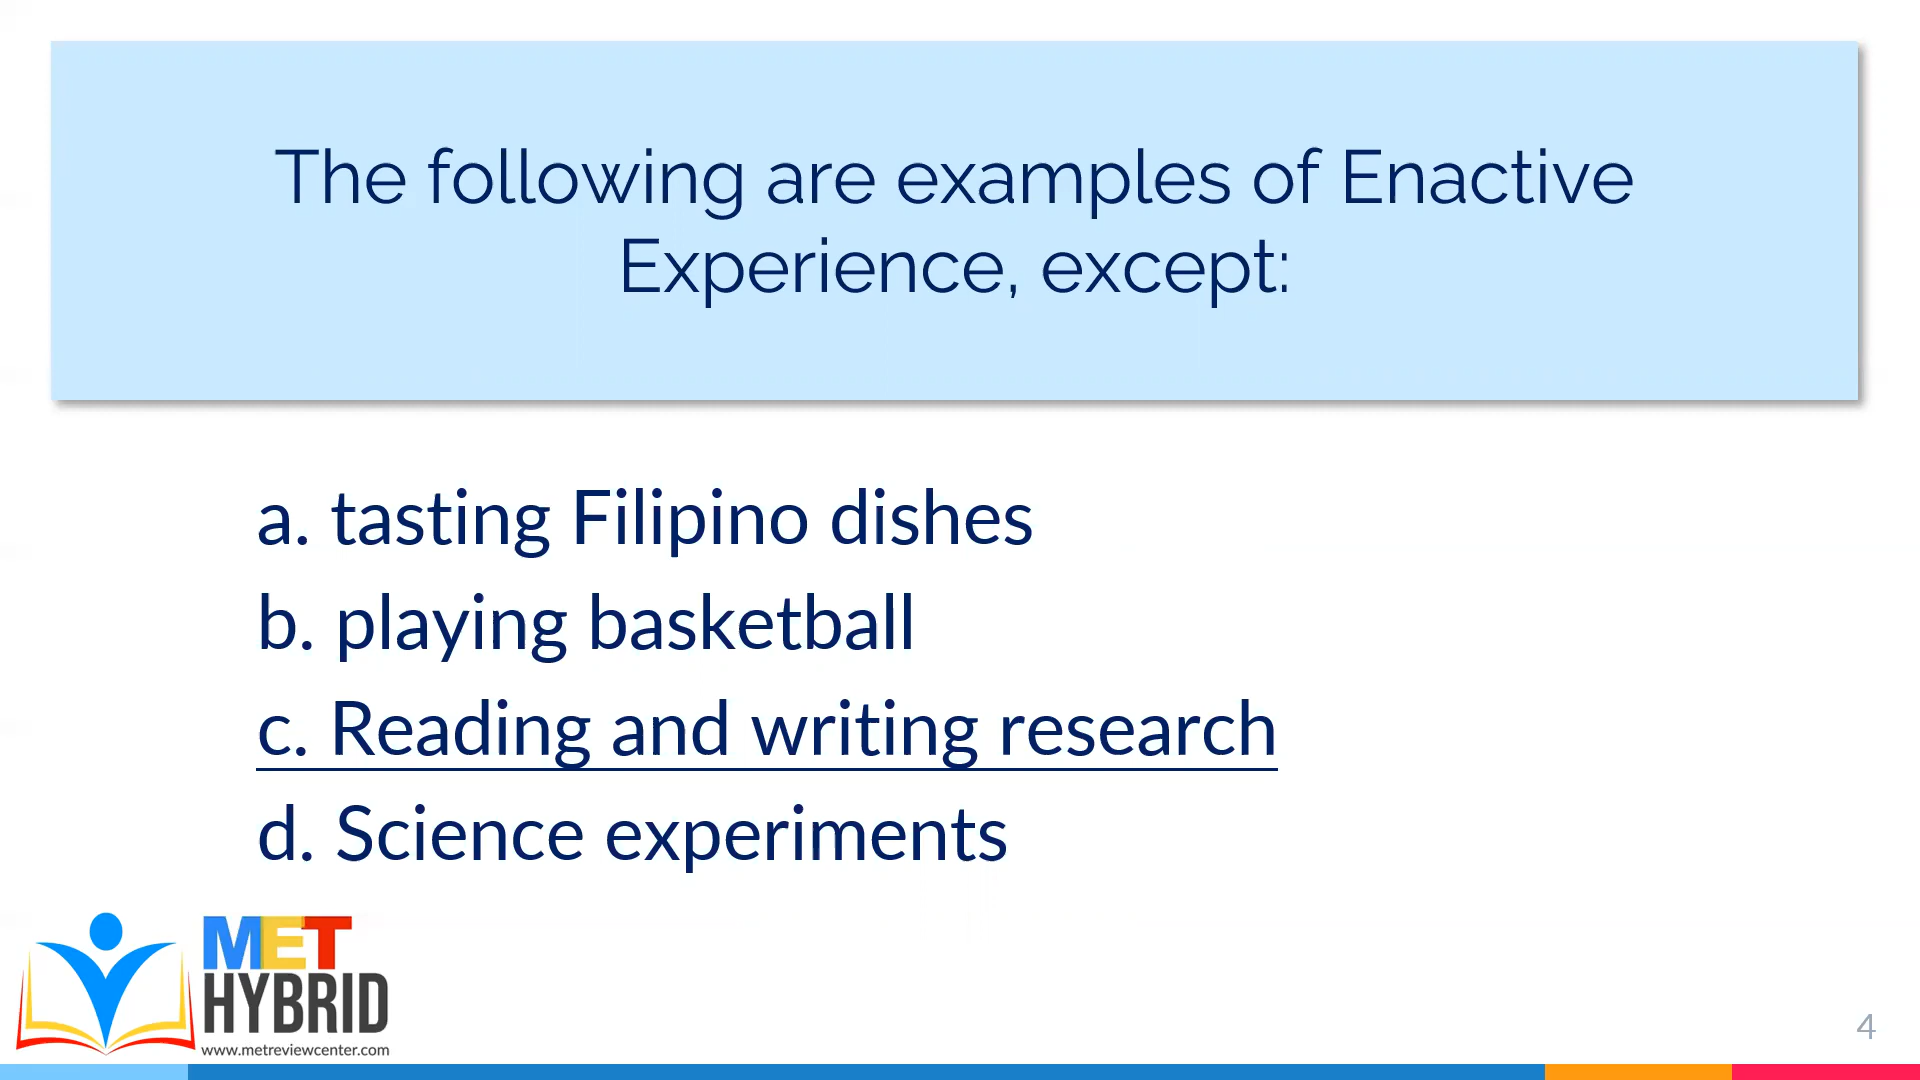 The following are examples of Enactive
Experience, except:
a. tasting Filipino dishes
b. playing basketball
c. Reading and writing research
d. Science experiments
MET
HYBRID
www.metreviewcenter.com
4